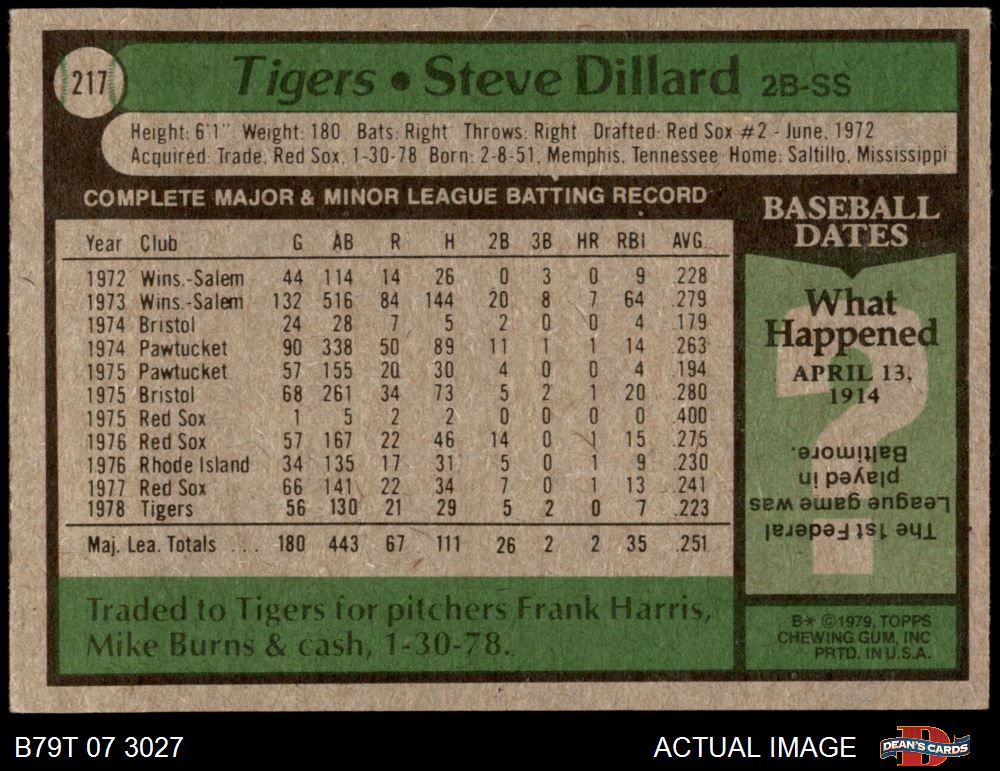 217
Tigers • Steve Dillard 2B-SS
Height: 6'1" Weight: 180 Bats: Right Throws: Right Drafted: Red Sox #2 - June, 1972
Acquired: Trade, Red Sox, 1-30-78 Born: 2-8-51, Memphis, Tennessee Home: Saltillo, Mississippi
COMPLETE MAJOR & MINOR LEAGUE BATTING RECORD
Year Club G AB R H 2B 3B HR RBI AVG.
1972 Wins.-Salem 44 114 14 26 0 3 0 9 .228
1973 Wins.-Salem 132 516 84 144 20 8 7 64 .279
1974 Bristol 24 28 7 5 2 0 0 4 .179
1974 Pawtucket 90 338 50 89 11 1 1 14 .263
1975 Pawtucket 57 155 20 30 4 0 0 4 .194
1975 Bristol 68 261 34 73 5 2 1 20 .280
1975 Red Sox 1 5 2 2 0 0 0 0 .400
1976 Red Sox 57 167 22 46 14 0 1 15 .275
1976 Rhode Island 34 135 17 31 5 0 1 9 .230
1977 Red Sox 66 141 22 34 7 0 1 13 .241
1978 Tigers 56 130 21 29 5 2 0 7 .223
Maj. Lea. Totals ... 180 443 67 111 26 2 2 35 .251
Traded to Tigers for pitchers Frank Harris,
Mike Burns & cash, 1-30-78.
BASEBALL
DATES
What
Happened
APRIL 13,
1914
?
The 1st Federal
League game was
played in
Baltimore.
B* ©1979, TOPPS
CHEWING GUM, INC
PRTD. IN U.S.A.
B79T 07 3027
ACTUAL IMAGE
D
DEAN'S CARDS